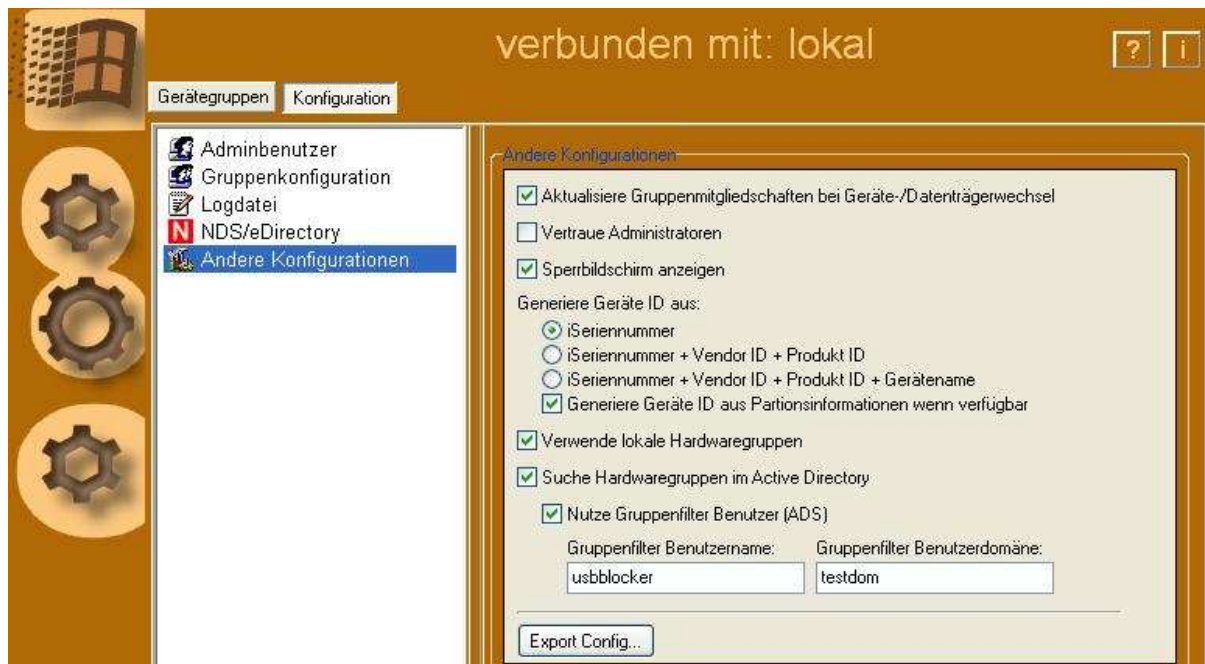 verbunden mit: lokal
? i
Gerätegruppen Konfiguration
Adminbenutzer
Gruppenkonfiguration
Logdatei
N NDS/eDirectory
Andere Konfigurationen
Andere Konfigurationen
Aktualisiere Gruppenmitgliedschaften bei Geräte-/Datenträgerwechsel
Vertraue Administratoren
Sperrbildschirm anzeigen
Generiere Geräte ID aus:
iSeriennummer
iSeriennummer + Vendor ID + Produkt ID
iSeriennummer + Vendor ID + Produkt ID + Gerätename
Generiere Geräte ID aus Partionsinformationen wenn verfügbar
Verwende lokale Hardwaregruppen
Suche Hardwaregruppen im Active Directory
Nutze Gruppenfilter Benutzer (ADS)
Gruppenfilter Benutzername: Gruppenfilter Benutzerdomäne:
usbblocker testdom
Export Config...